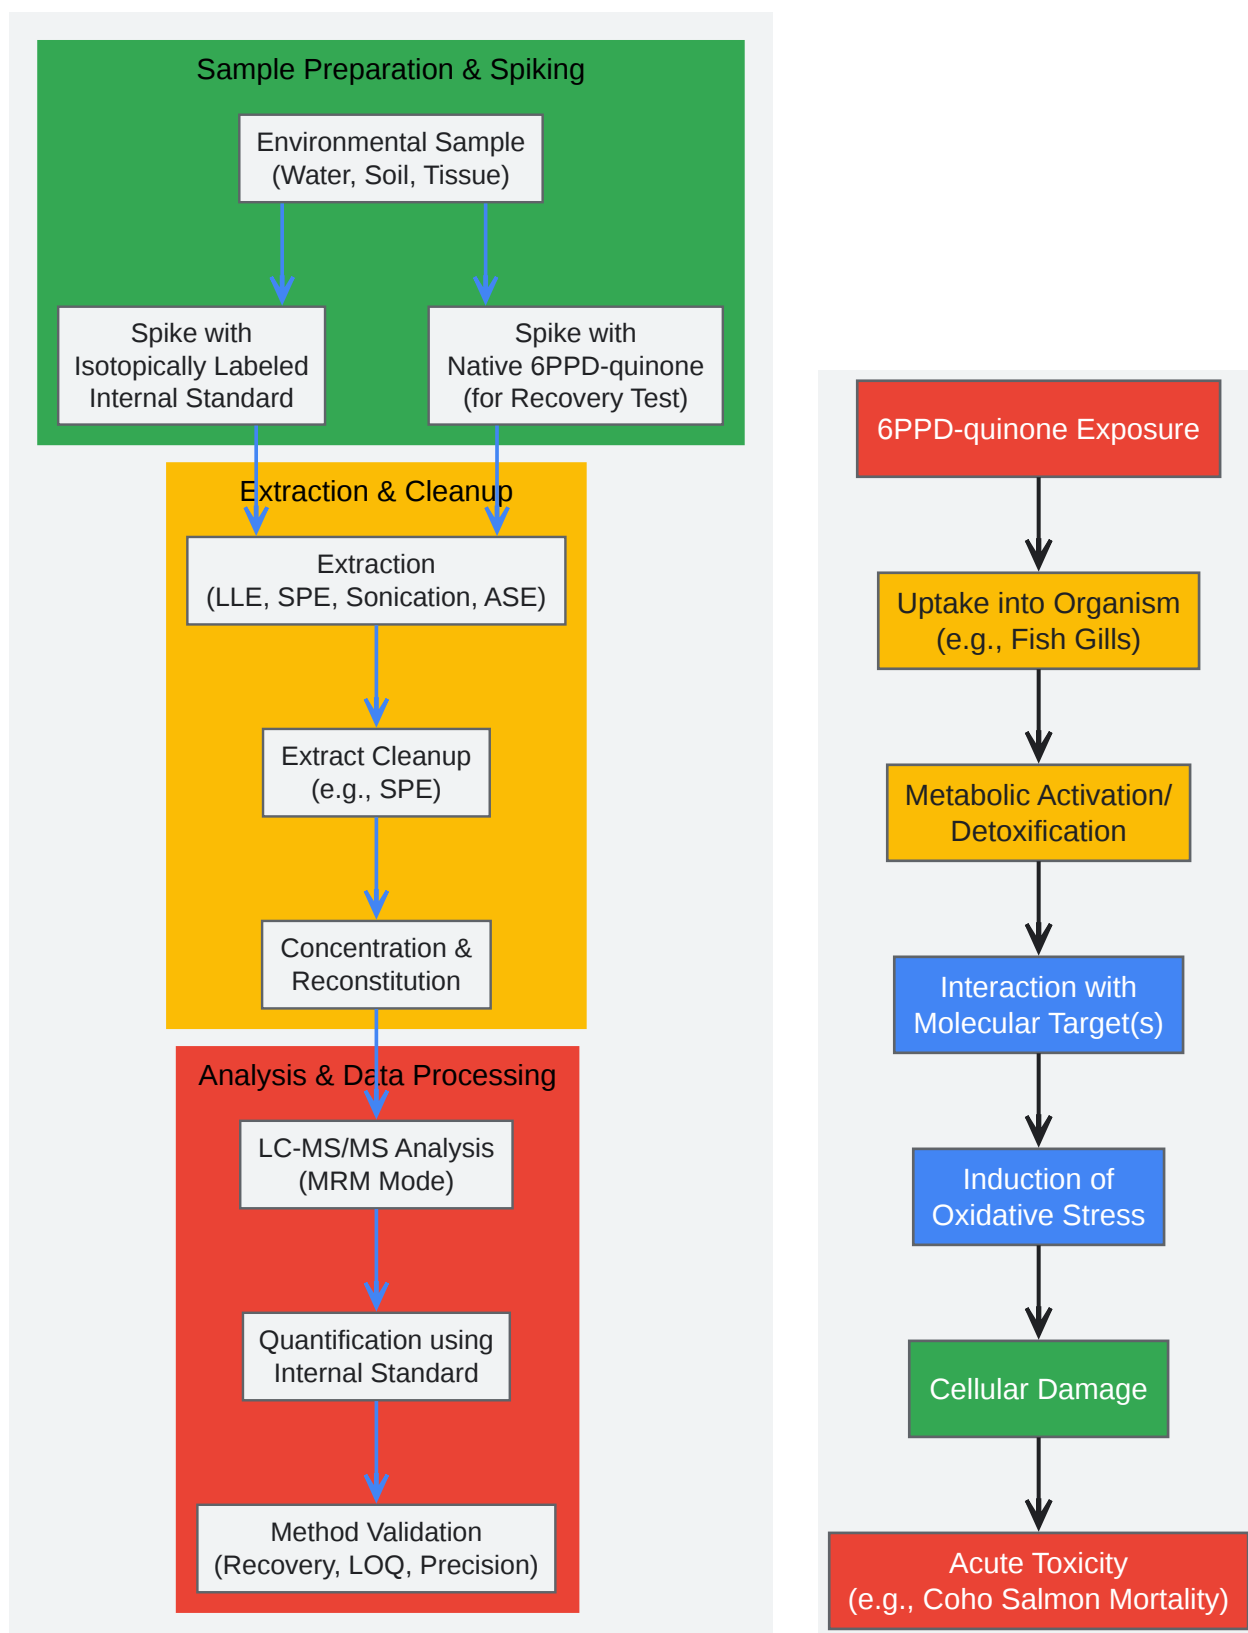 Sample Preparation & Spiking
Environmental Sample
(Water, Soil, Tissue)
Spike with
Isotopically Labeled
Internal Standard
Spike with
Native 6PPD-quinone
(for Recovery Test)
Extraction & Cleanup
Extraction
(LLE, SPE, Sonication, ASE)
Extract Cleanup
(e.g., SPE)
Concentration &
Reconstitution
Analysis & Data Processing
LC-MS/MS Analysis
(MRM Mode)
Quantification using
Internal Standard
Method Validation
(Recovery, LOQ, Precision)
6PPD-quinone Exposure
Uptake into Organism
(e.g., Fish Gills)
Metabolic Activation/
Detoxification
Interaction with
Molecular Target(s)
Induction of
Oxidative Stress
Cellular Damage
Acute Toxicity
(e.g., Coho Salmon Mortality)